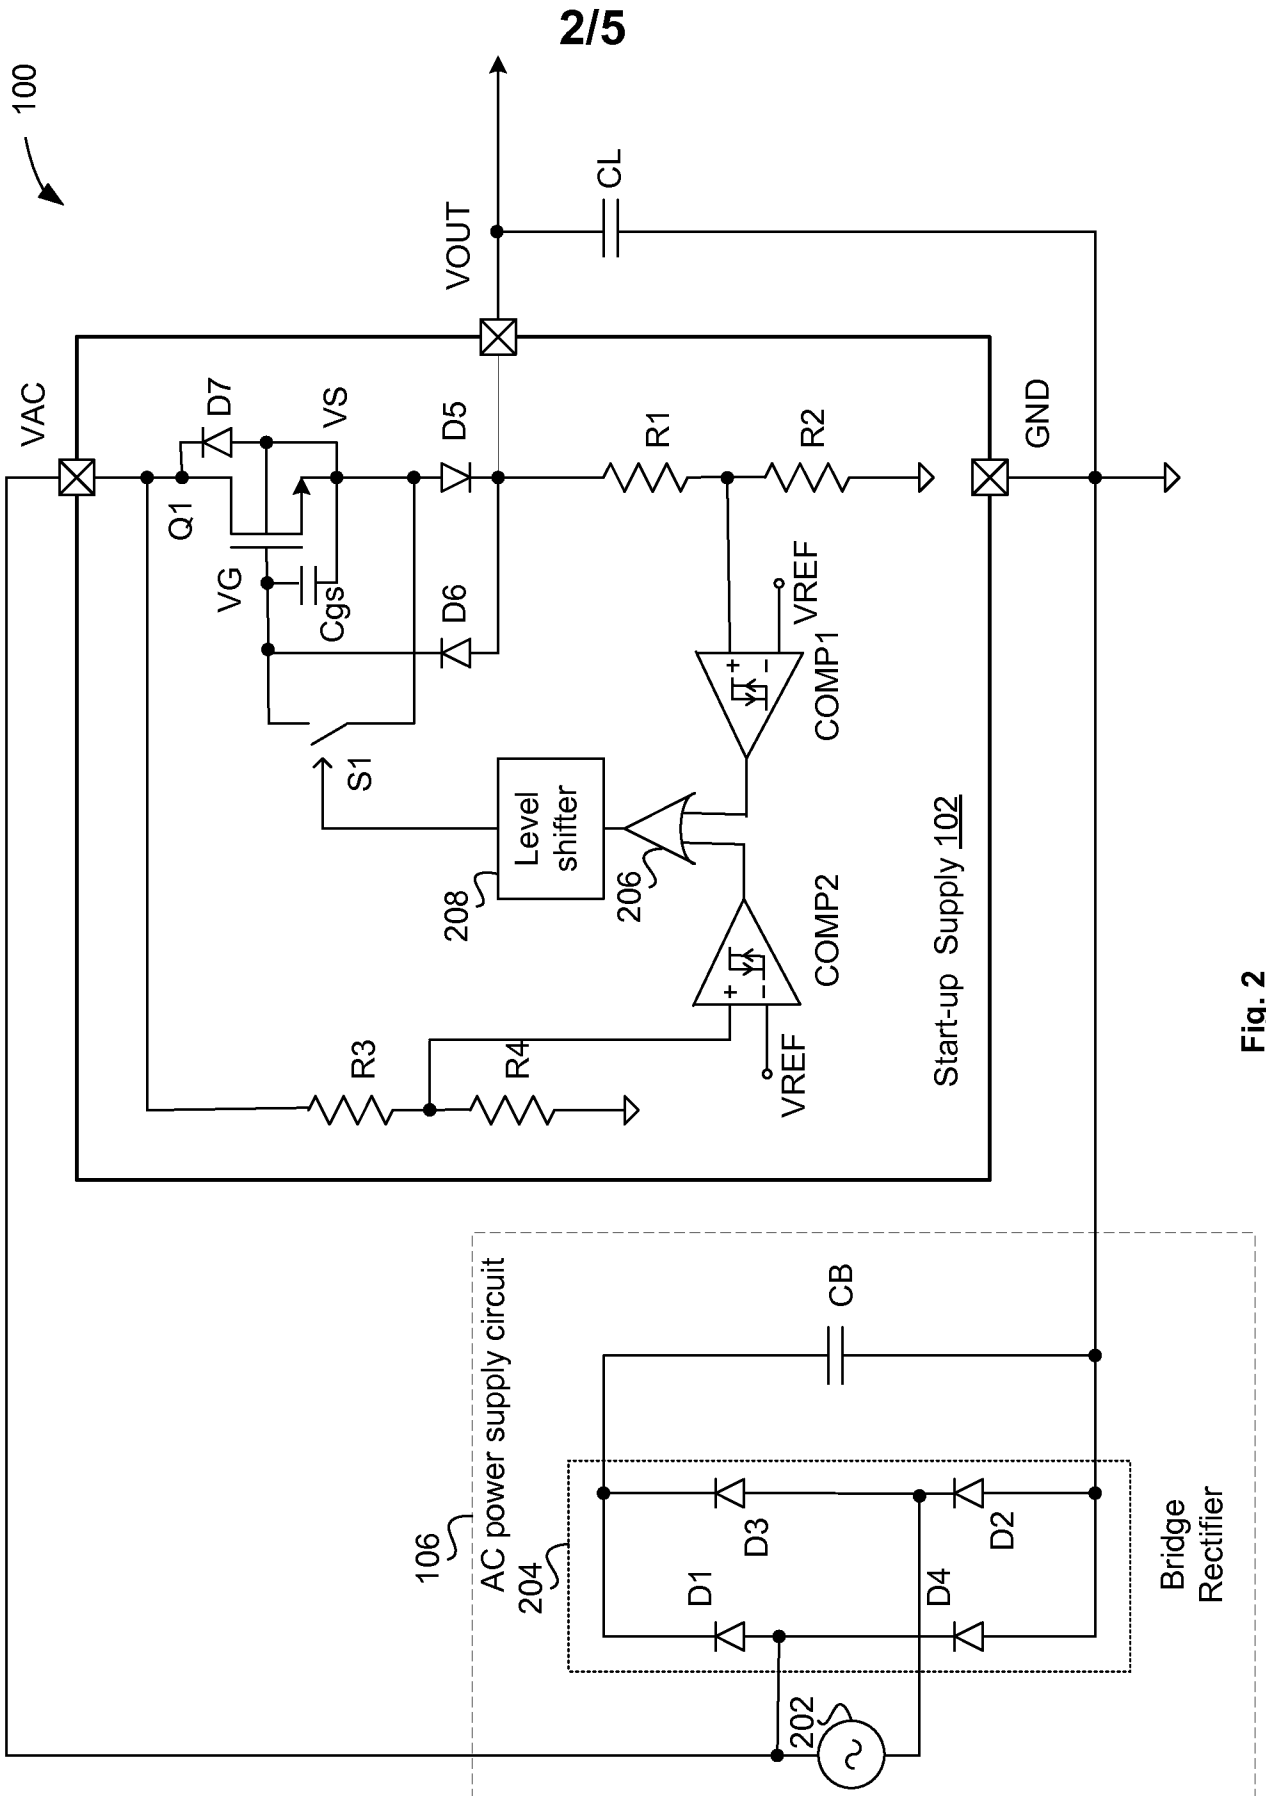 2/5
100
VAC
VOUT
CL
D7
VS
Q1
VG
Cgs
D5
D6
S1
R1
R2
GND
VREF
+
−
COMP1
Level
shifter
208
206
COMP2
+
−
VREF
R3
R4
Start-up Supply 102
106
AC power supply circuit
204
CB
D1
D3
D4
D2
202
Bridge
Rectifier
Fig. 2